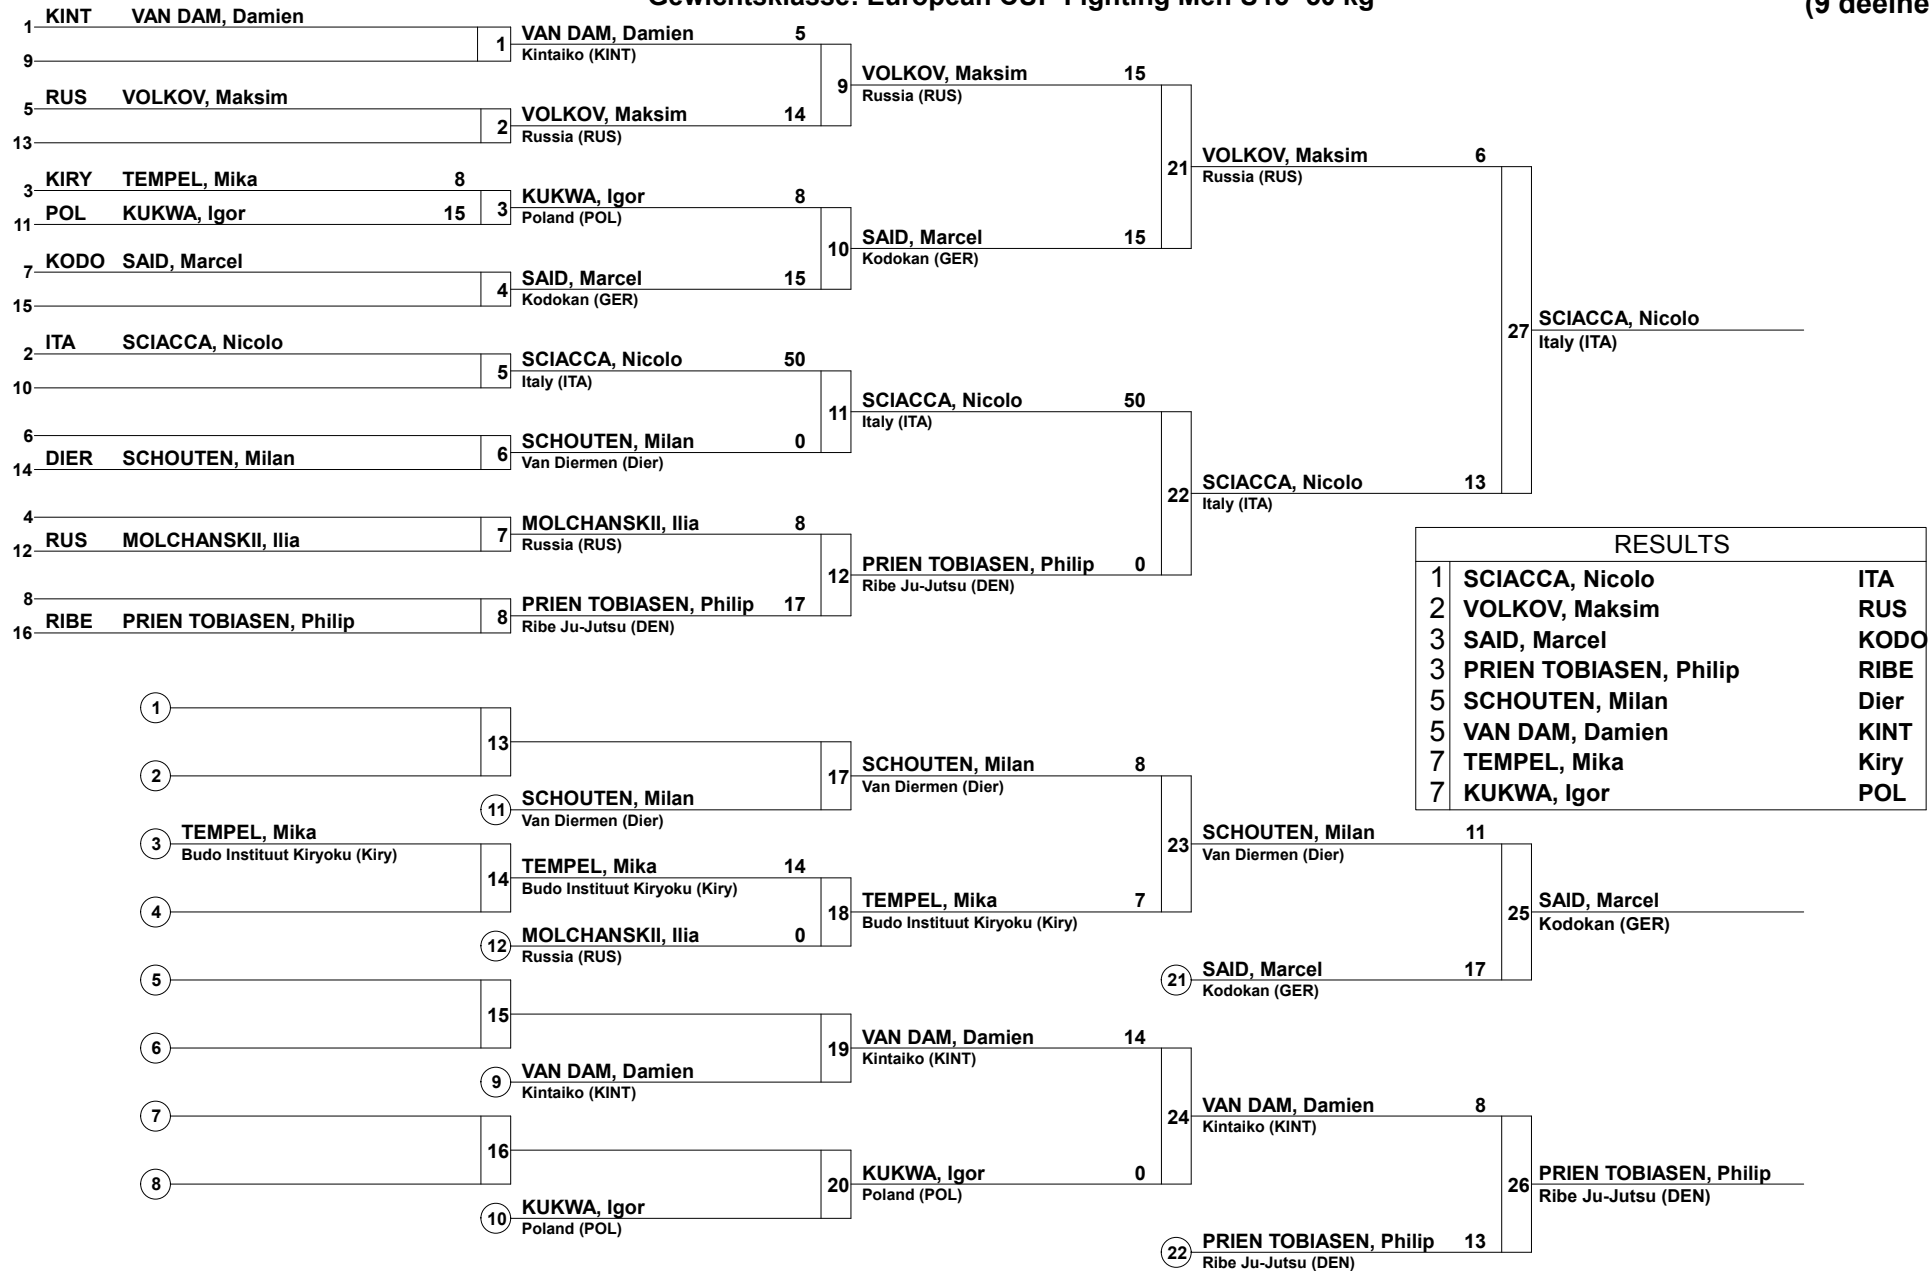 (9 deelne
1 KINT VAN DAM, Damien
9
1 VAN DAM, Damien 5
Kintaiko (KINT)
5 RUS VOLKOV, Maksim
13
2 VOLKOV, Maksim 14
Russia (RUS)
9 VOLKOV, Maksim 15
Russia (RUS)
3 KIRY TEMPEL, Mika 8
11 POL KUKWA, Igor 15
3 KUKWA, Igor 8
Poland (POL)
7 KODO SAID, Marcel
15
4 SAID, Marcel 15
Kodokan (GER)
10 SAID, Marcel 15
Kodokan (GER)
21 VOLKOV, Maksim 6
Russia (RUS)
2 ITA SCIACCA, Nicolo
10
5 SCIACCA, Nicolo 50
Italy (ITA)
6
14 DIER SCHOUTEN, Milan
6 SCHOUTEN, Milan 0
Van Diermen (Dier)
11 SCIACCA, Nicolo 50
Italy (ITA)
4
12 RUS MOLCHANSKII, Ilia
7 MOLCHANSKII, Ilia 8
Russia (RUS)
8
16 RIBE PRIEN TOBIASEN, Philip
8 PRIEN TOBIASEN, Philip 17
Ribe Ju-Jutsu (DEN)
12 PRIEN TOBIASEN, Philip 0
Ribe Ju-Jutsu (DEN)
22 SCIACCA, Nicolo 13
Italy (ITA)
27 SCIACCA, Nicolo
Italy (ITA)
RESULTS
1 SCIACCA, Nicolo ITA
2 VOLKOV, Maksim RUS
3 SAID, Marcel KODO
3 PRIEN TOBIASEN, Philip RIBE
5 SCHOUTEN, Milan Dier
5 VAN DAM, Damien KINT
7 TEMPEL, Mika Kiry
7 KUKWA, Igor POL
1
2
13
11 SCHOUTEN, Milan
Van Diermen (Dier)
17 SCHOUTEN, Milan 8
Van Diermen (Dier)
3 TEMPEL, Mika
Budo Instituut Kiryoku (Kiry)
4
14 TEMPEL, Mika 14
Budo Instituut Kiryoku (Kiry)
12 MOLCHANSKII, Ilia 0
Russia (RUS)
18 TEMPEL, Mika 7
Budo Instituut Kiryoku (Kiry)
23 SCHOUTEN, Milan 11
Van Diermen (Dier)
21 SAID, Marcel 17
Kodokan (GER)
25 SAID, Marcel
Kodokan (GER)
5
6
15
9 VAN DAM, Damien
Kintaiko (KINT)
19 VAN DAM, Damien 14
Kintaiko (KINT)
7
8
16
10 KUKWA, Igor
Poland (POL)
20 KUKWA, Igor 0
Poland (POL)
24 VAN DAM, Damien 8
Kintaiko (KINT)
22 PRIEN TOBIASEN, Philip 13
Ribe Ju-Jutsu (DEN)
26 PRIEN TOBIASEN, Philip
Ribe Ju-Jutsu (DEN)